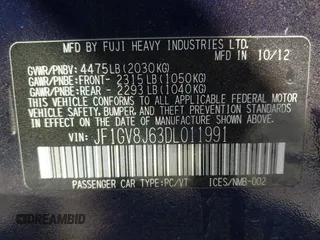 MFD. BY FUJI HEAVY INDUSTRIES LTD.
GVWR/PNBV: 4475LB(2030KG)
MADE IN 10/12
GAWR/PNBE:FRONT- 2315LB(1050KG)
GAWR/PNBE:REAR - 2293LB(1040KG)
THIS VEHICLE CONFORMS TO ALL APPLICABLE
U.S. FEDERAL MOTOR VEHICLE SAFETY,
BUMPER, AND THEFT PREVENTION STANDARDS
IN EFFECT ON THE DATE OF MANUFACTURE
SHOWN ABOVE.
JF1GV8J63DL011991
PASSENGER CAR TYPE:PC/VT ICES/NMB-002
DREAMBID